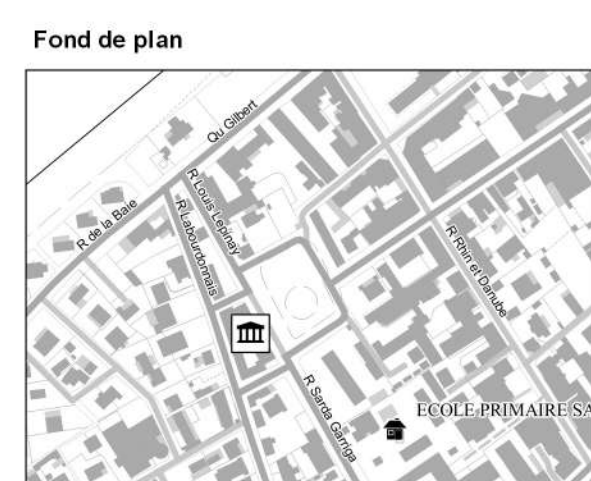 Fond de plan
Qu Gilbert
R Louis Lepinay
R de la Baie
R Labourdonnais
R Rhin et Danube
R Sarda Garriga
ECOLE PRIMAIRE SA